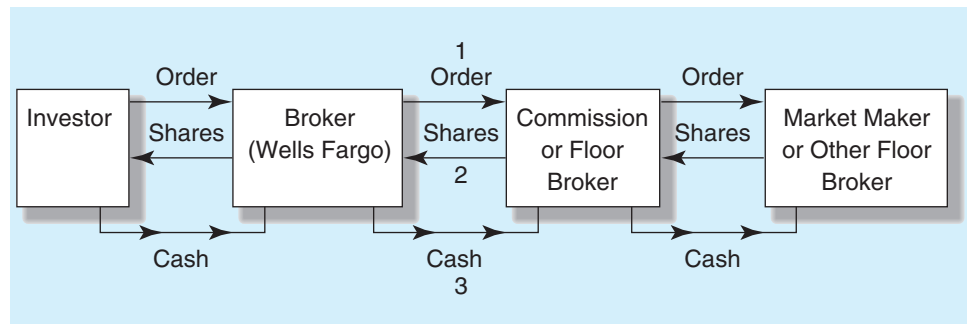 1
Order
Order
Order
Investor
Broker
(Wells Fargo)
Commission
or Floor
Broker
Market Maker
or Other Floor
Broker
Shares
Shares
Shares
2
Cash
Cash
Cash
3